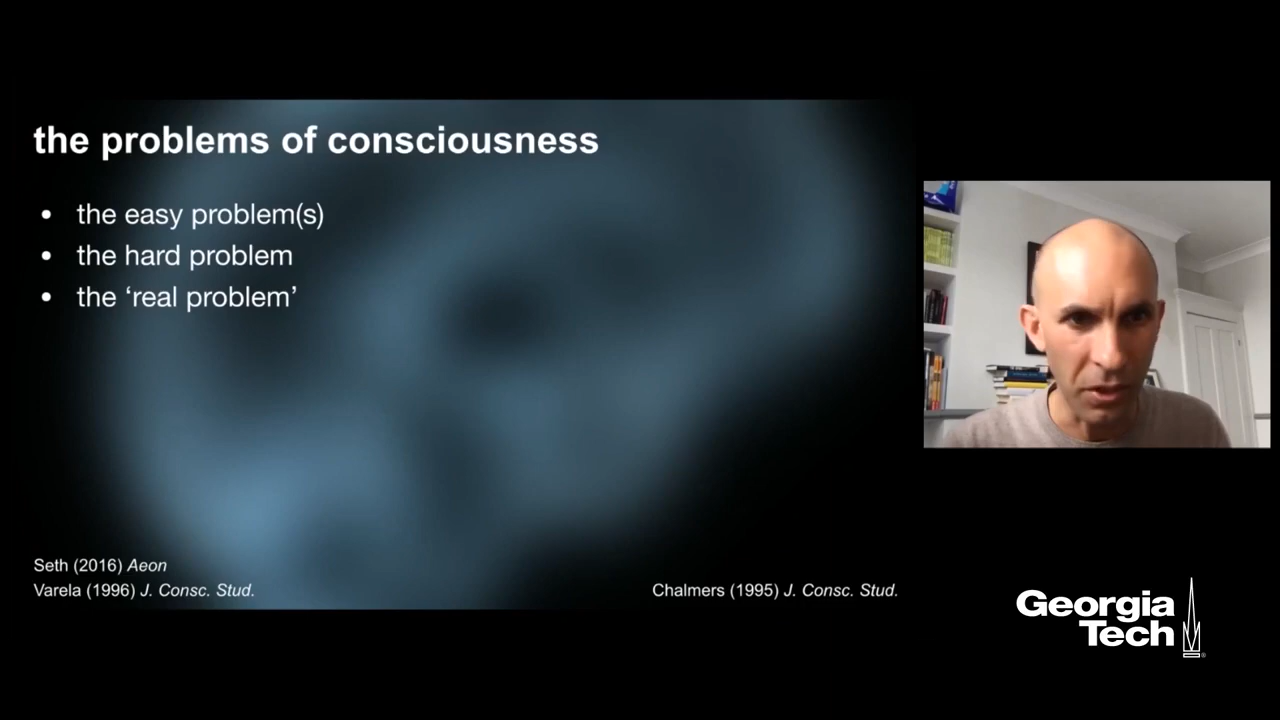 the problems of consciousness
• the easy problem(s)
• the hard problem
• the ‘real problem’
Seth (2016) Aeon
Varela (1996) J. Consc. Stud.
Chalmers (1995) J. Consc. Stud.
Georgia
Tech